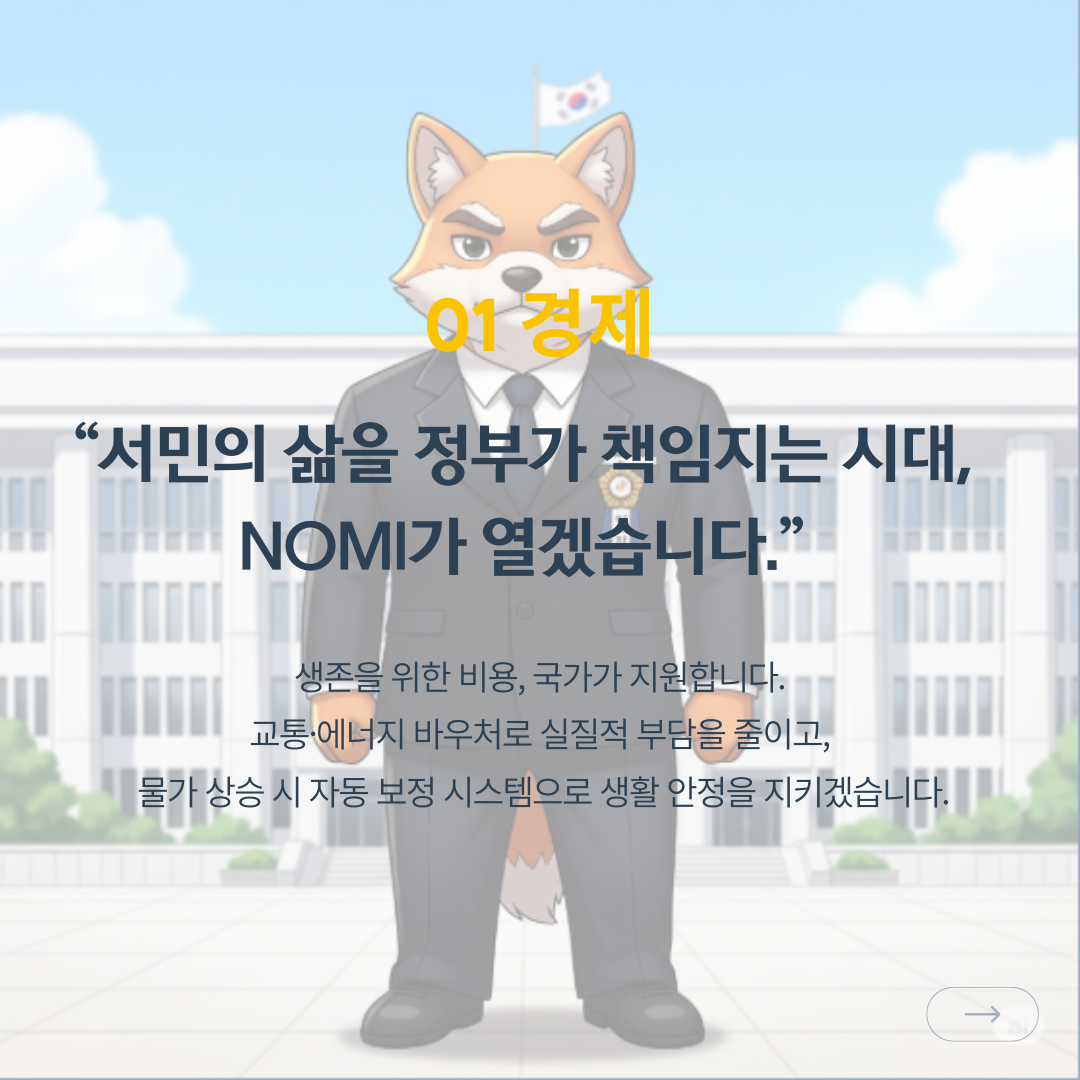 01 경제
“서민의 삶을 정부가 책임지는 시대,
NOMI가 열겠습니다.”
생존을 위한 비용, 국가가 지원합니다.
교통·에너지 바우처로 실질적 부담을 줄이고,
물가 상승 시 자동 보정 시스템으로 생활 안정을 지키겠습니다.